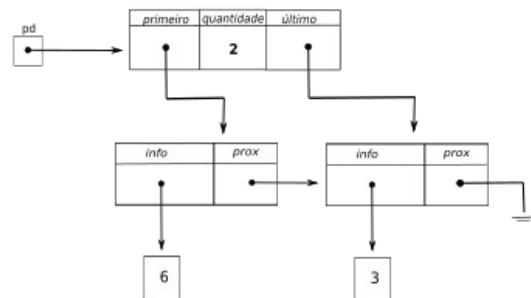 pd
primeiro quantidade último
2
info prox info prox
6 3